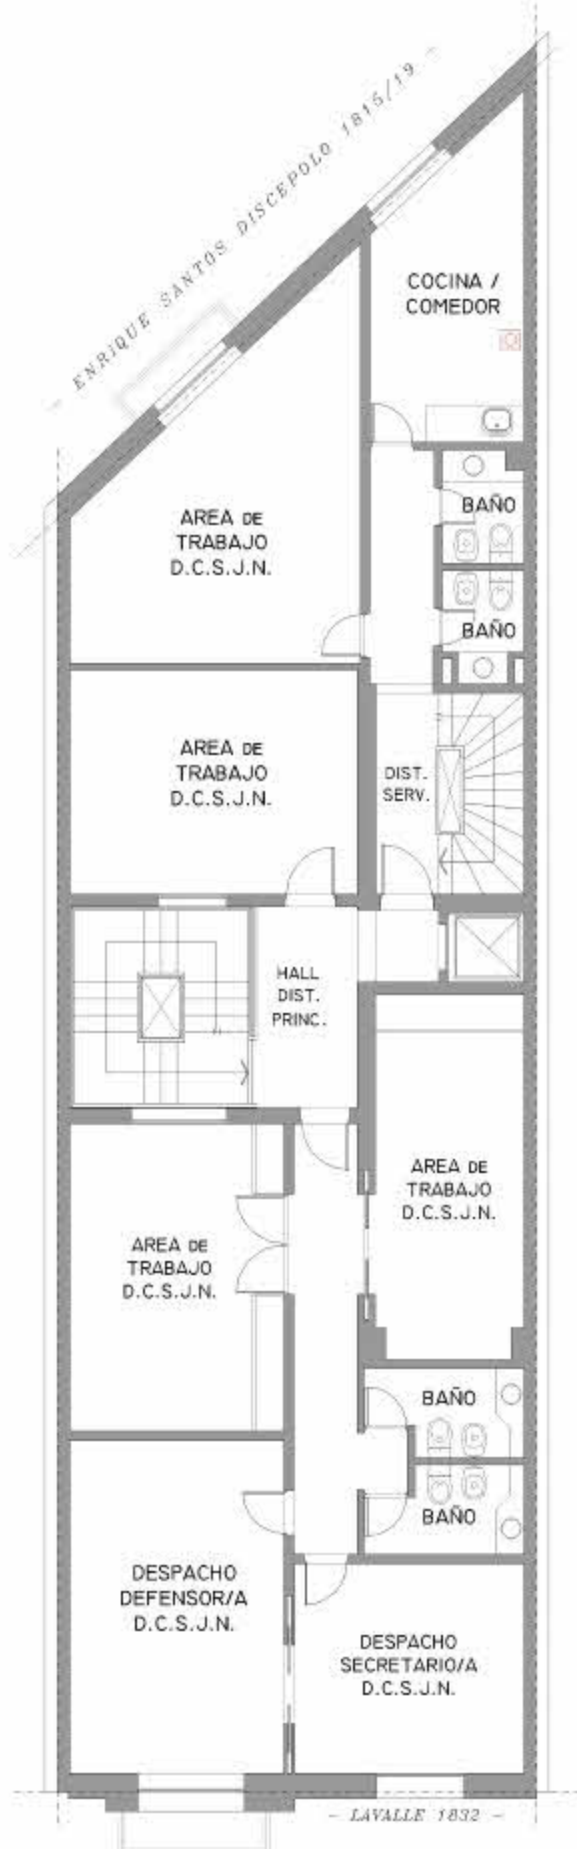 — ENRIQUE SANTOS DISCEPOLO 1815/19 —
COCINA /
COMEDOR
BAÑO
AREA DE
TRABAJO
D.C.S.J.N.
BAÑO
AREA DE
TRABAJO
D.C.S.J.N.
DIST.
SERV.
HALL
DIST.
PRINC.
AREA DE
TRABAJO
D.C.S.J.N.
AREA DE
TRABAJO
D.C.S.J.N.
BAÑO
BAÑO
DESPACHO
DEFENSOR/A
D.C.S.J.N.
DESPACHO
SECRETARIO/A
D.C.S.J.N.
— LAVALLE 1832 —